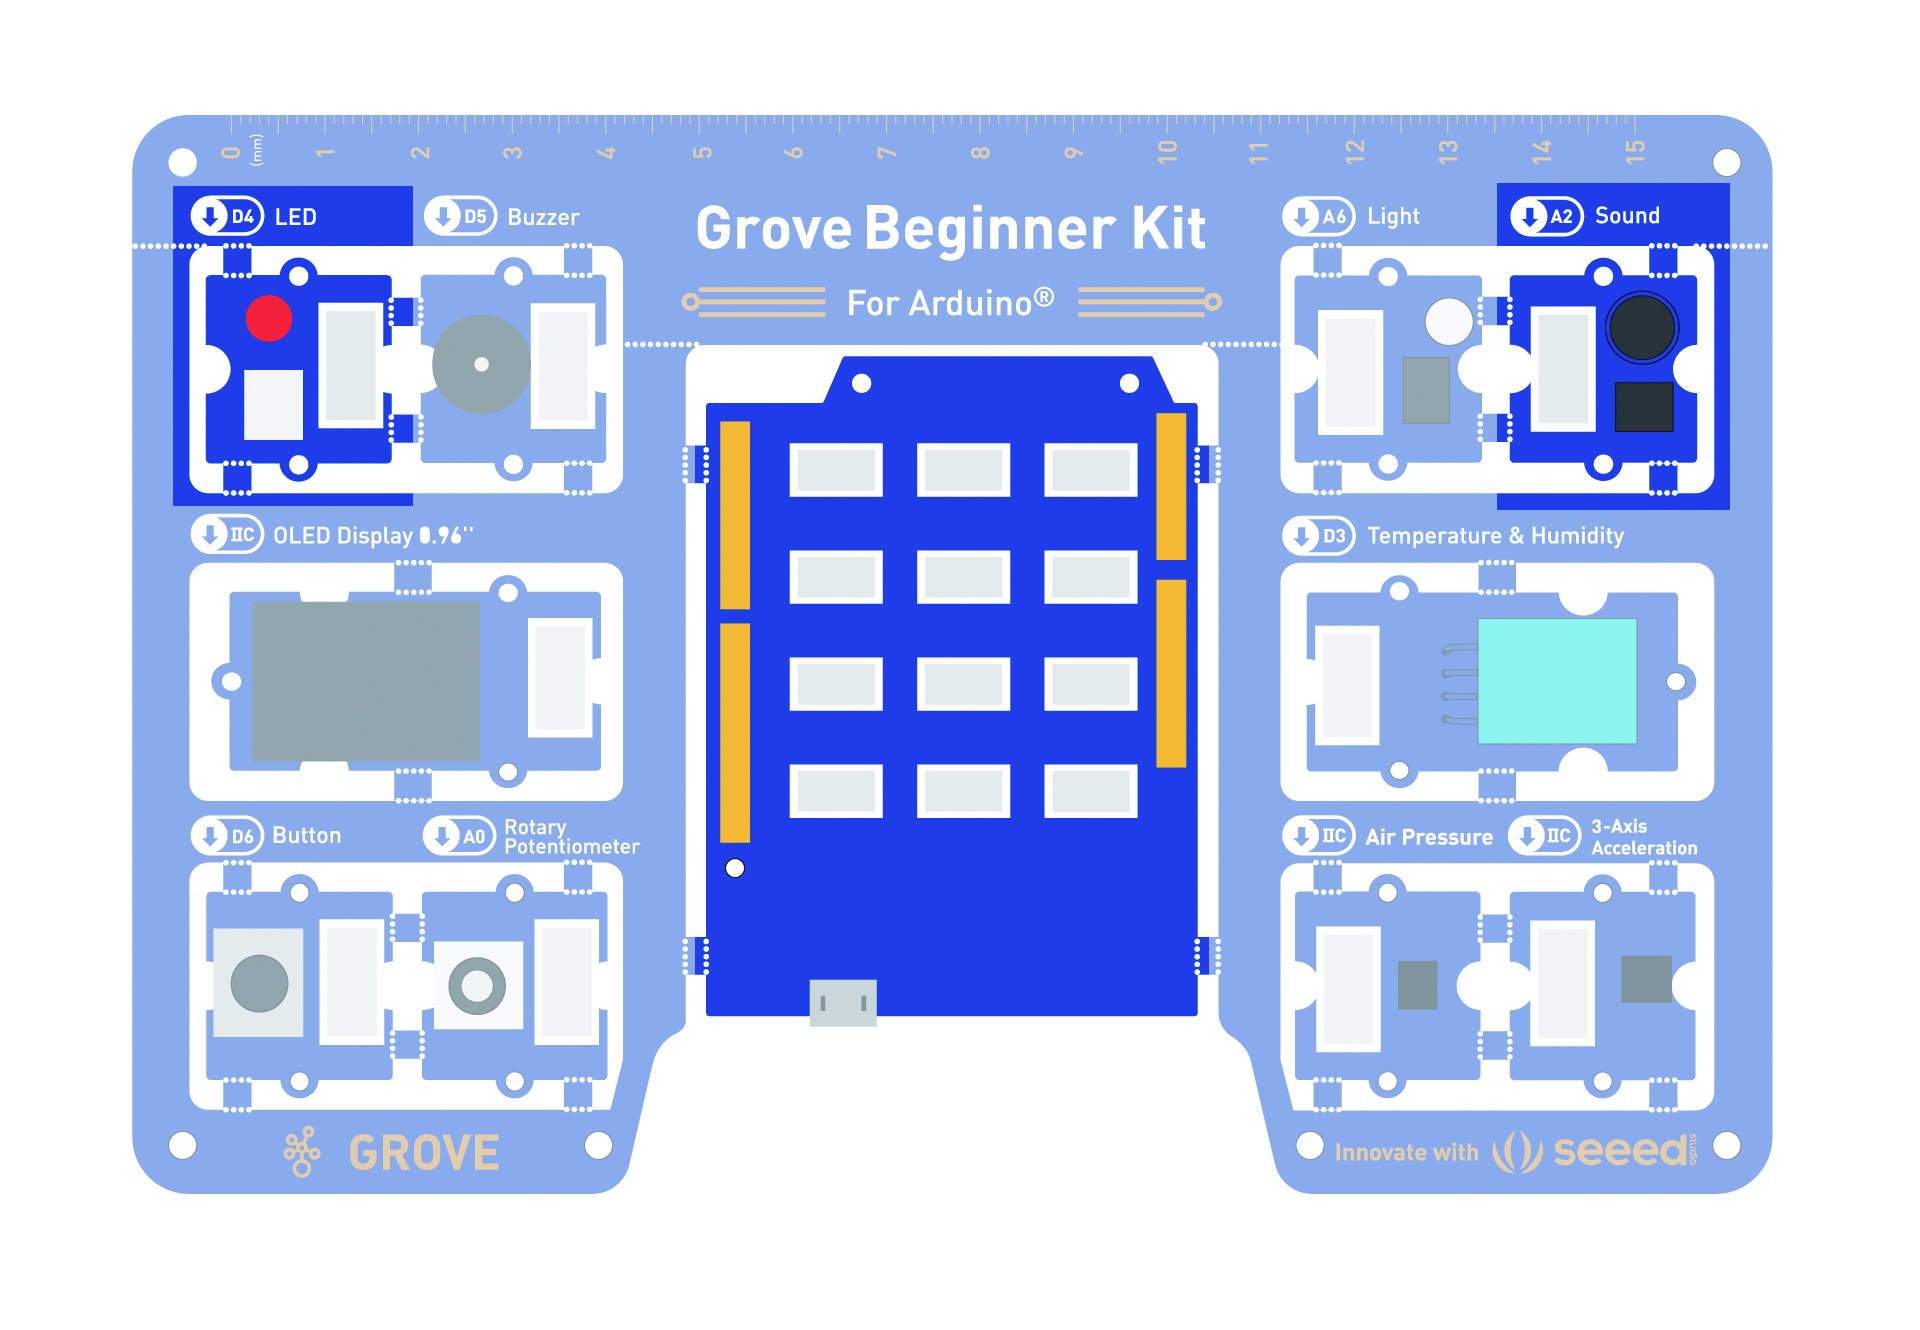 0 1 2 3 4 5 6 7 8 9 10 11 12 13 14 15
(mm)
D4 LED
D5 Buzzer
Grove Beginner Kit
For Arduino®
A6 Light
A2 Sound
IIC OLED Display 0.96''
D3 Temperature & Humidity
D6 Button
A0 Rotary
Potentiometer
IIC Air Pressure
IIC 3-Axis
Acceleration
GROVE
Innovate with seeed studio